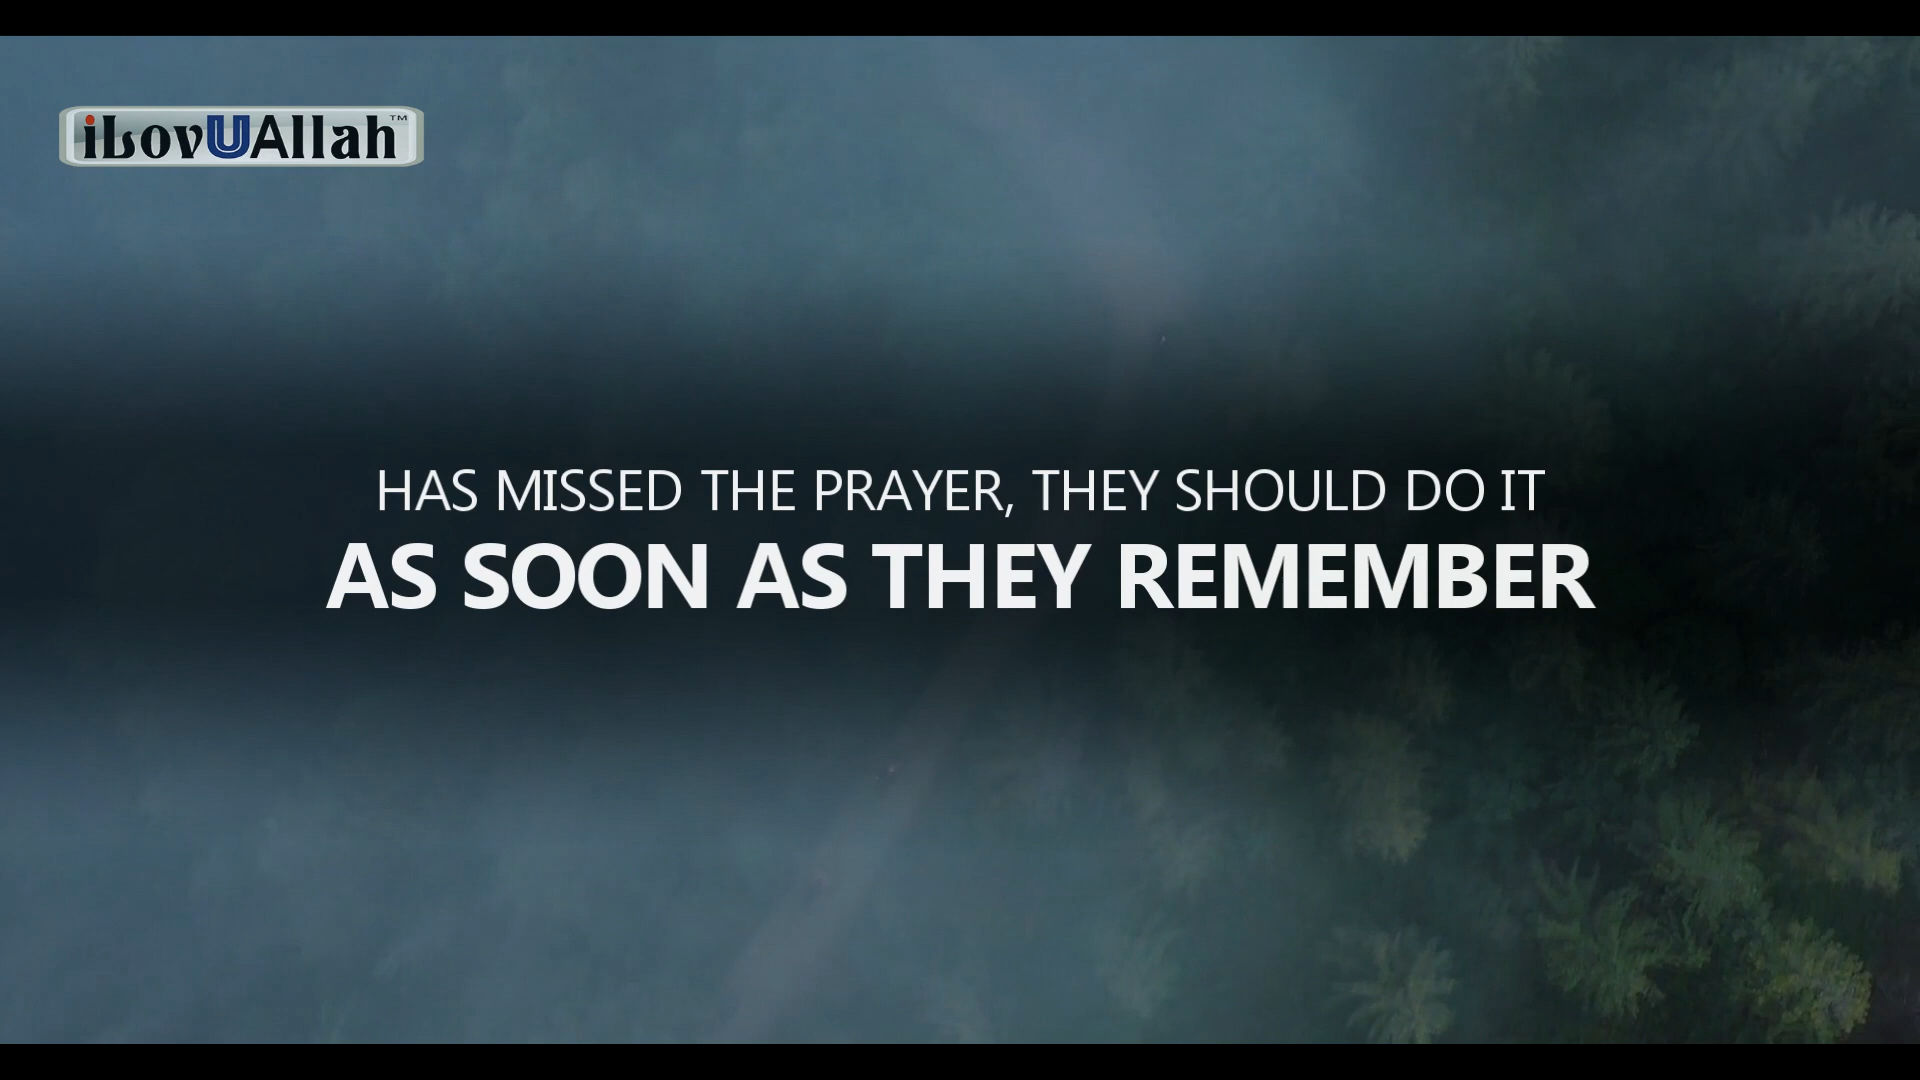 iLovUAllah™
HAS MISSED THE PRAYER, THEY SHOULD DO IT
AS SOON AS THEY REMEMBER